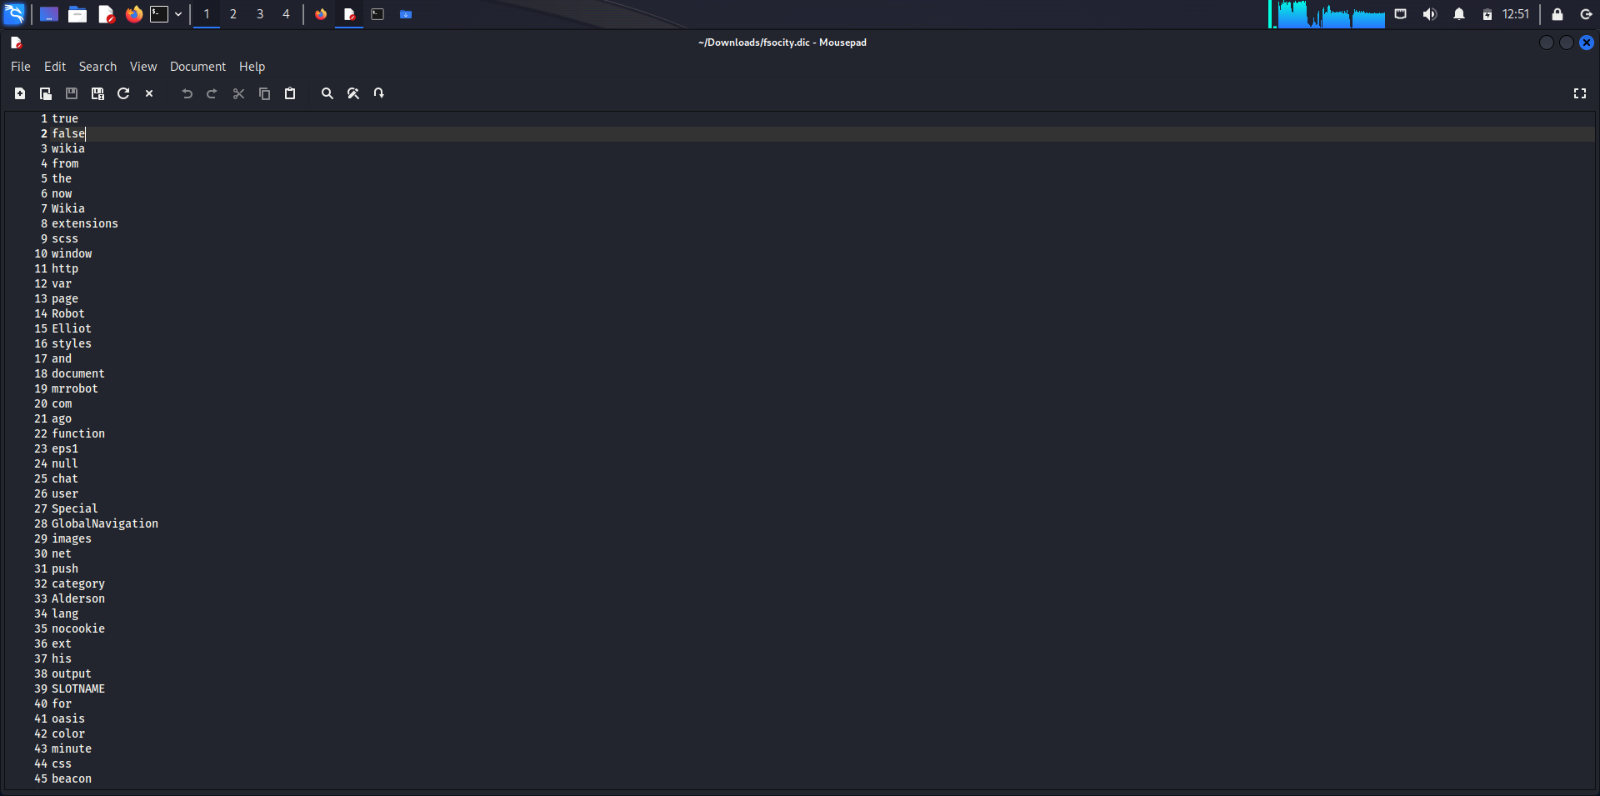 1 2 3 4
12:51
~/Downloads/fsocity.dic - Mousepad
File Edit Search View Document Help
1 true
2 false
3 wikia
4 from
5 the
6 now
7 Wikia
8 extensions
9 scss
10 window
11 http
12 var
13 page
14 Robot
15 Elliot
16 styles
17 and
18 document
19 mrrobot
20 com
21 ago
22 function
23 eps1
24 null
25 chat
26 user
27 Special
28 GlobalNavigation
29 images
30 net
31 push
32 category
33 Alderson
34 lang
35 nocookie
36 ext
37 his
38 output
39 SLOTNAME
40 for
41 oasis
42 color
43 minute
44 css
45 beacon